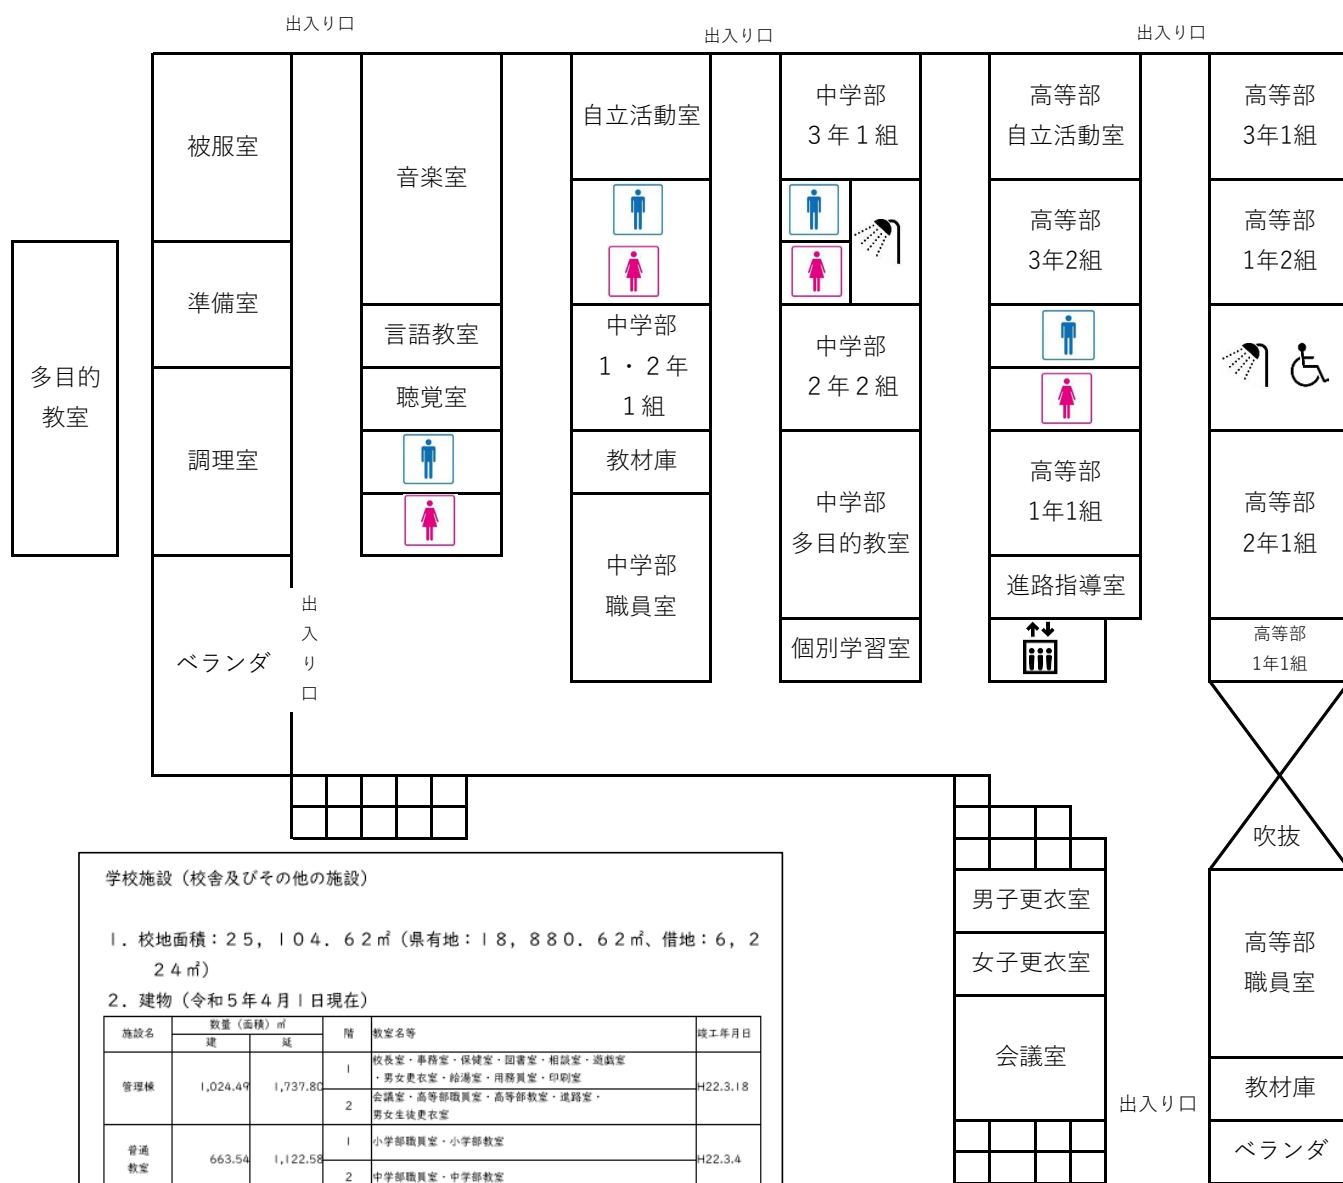 出入り口
出入り口
出入り口
被服室
準備室
調理室
ベランダ
多目的
教室
出
入
り
口
音楽室
言語教室
聴覚室
自立活動室
中学部
１・２年
１組
教材庫
中学部
職員室
中学部
３年１組
中学部
２年２組
中学部
多目的教室
個別学習室
高等部
自立活動室
高等部
3年2組
高等部
1年1組
進路指導室
高等部
3年1組
高等部
1年2組
高等部
2年1組
高等部
1年1組
吹抜
男子更衣室
女子更衣室
会議室
出入り口
高等部
職員室
教材庫
ベランダ
学校施設（校舎及びその他の施設）
１．校地面積：２５，１０４．６２㎡（県有地：１８，８８０．６２㎡、借地：６，２
２４㎡）
２．建物（令和５年４月１日現在）
施設名 数量（面積）㎡ 階 教室名等 竣工年月日
建 延
管理棟 1,024.49 1,737.80 1 校長室・事務室・保健室・図書室・相談室・遊戯室
・男女更衣室・給湯室・用務員室・印刷室
2 会議室・高等部職員室・高等部教室・進路室・
男女生徒更衣室
H22.3.18
普通
教室 663.54 1,122.58 1 小学部職員室・小学部教室
2 中学部職員室・中学部教室
H22.3.4